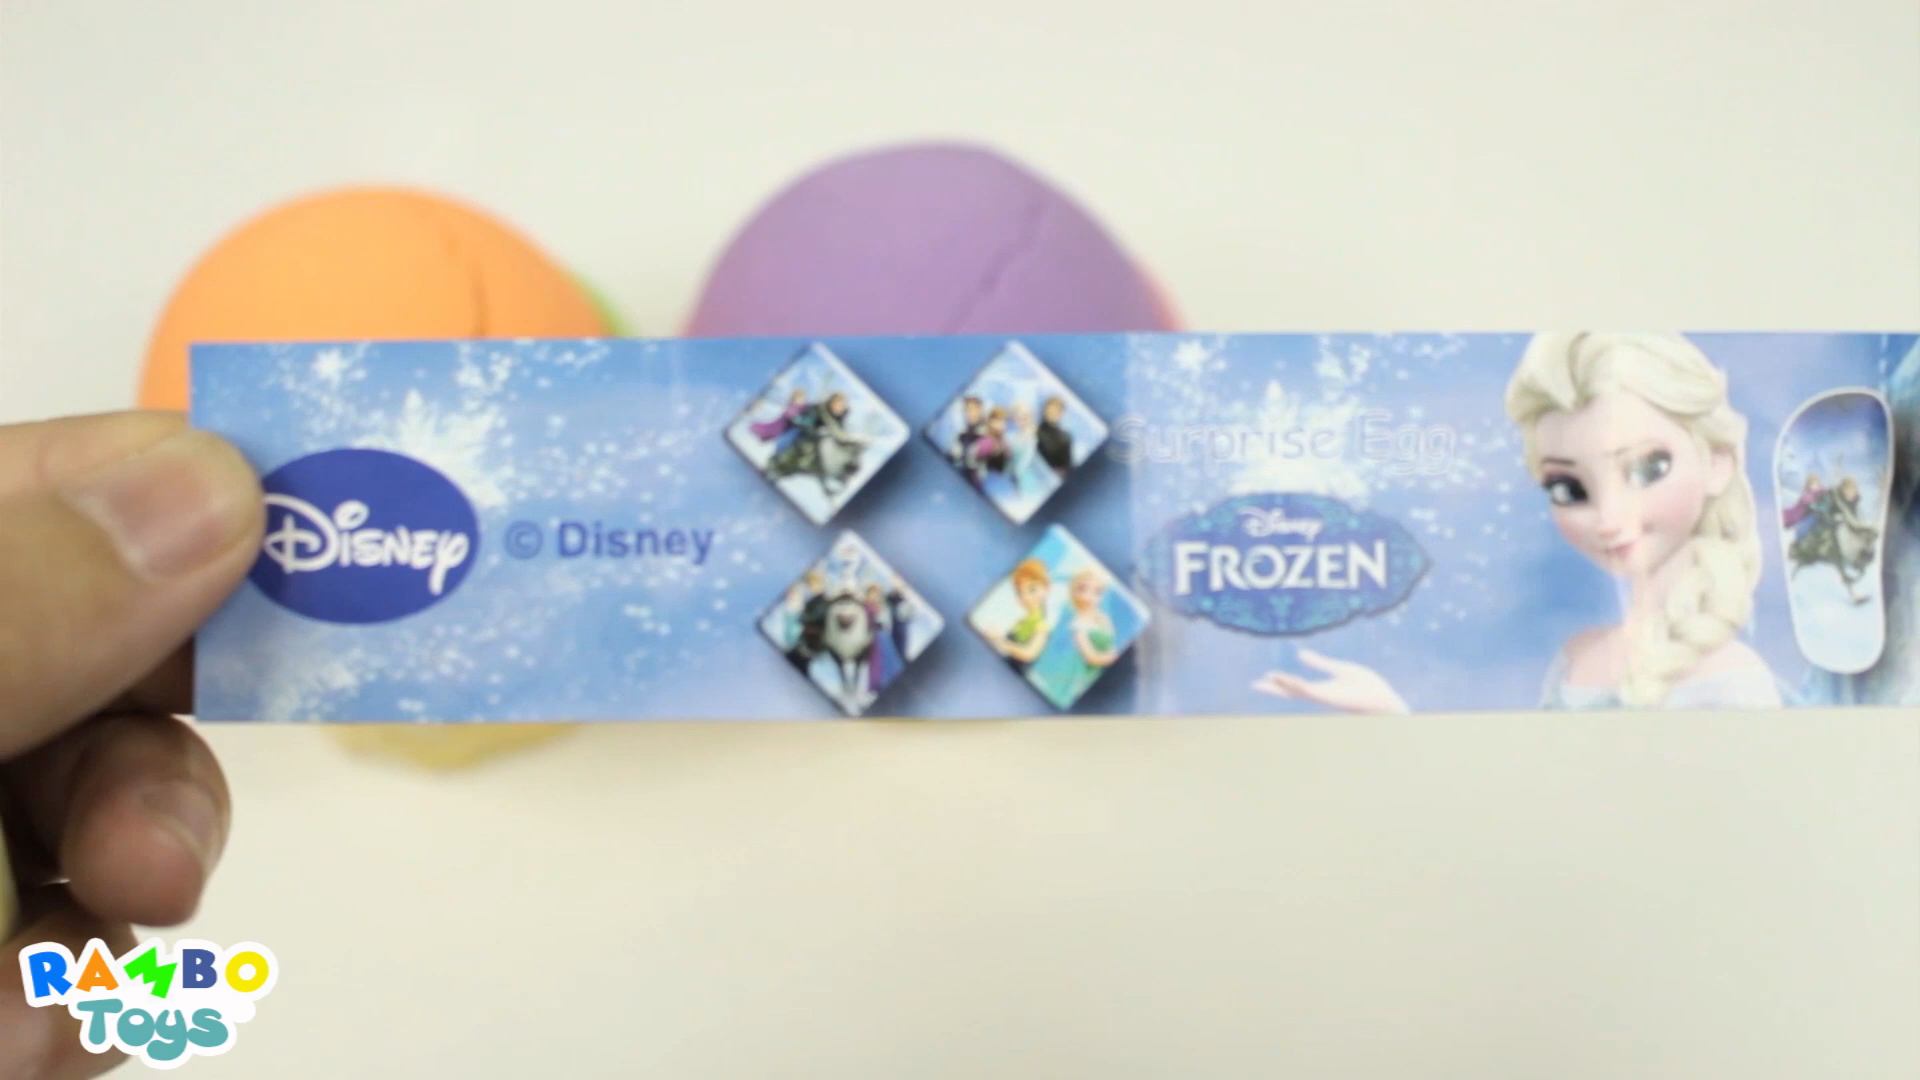 Disney
© Disney
Surprise Egg
Disney
FROZEN
RAMBO
Toys